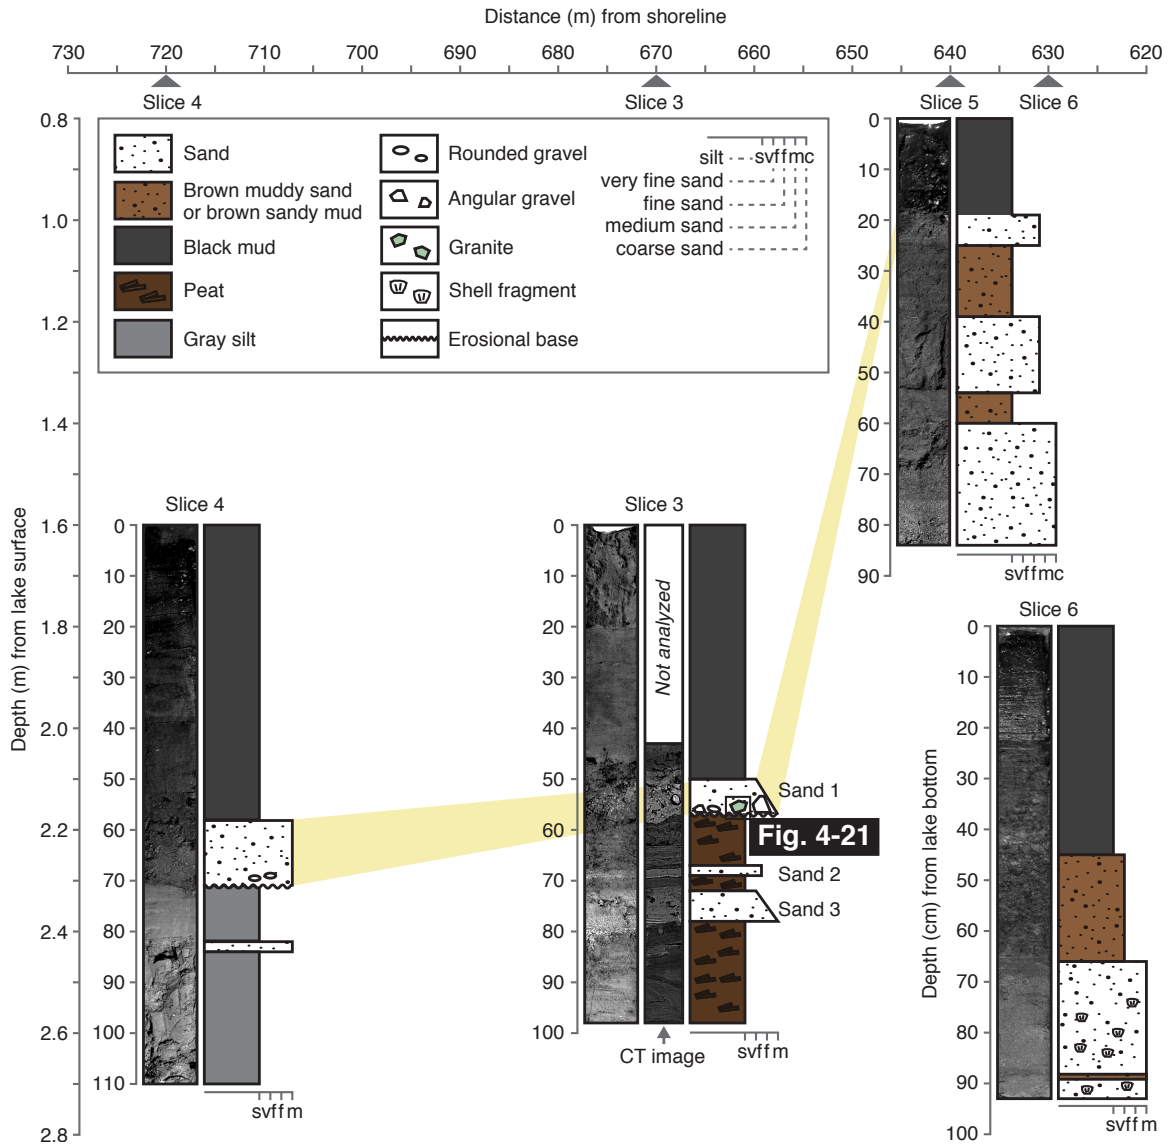 Distance (m) from shoreline
730 720 710 700 690 680 670 660 650 640 630 620
Slice 4 Slice 3 Slice 5 Slice 6
Depth (m) from lake surface
0.8
1.0
1.2
1.4
1.6
1.8
2.0
2.2
2.4
2.6
2.8
Sand
Brown muddy sand
or brown sandy mud
Black mud
Peat
Gray silt
Rounded gravel
Angular gravel
Granite
Shell fragment
Erosional base
svffmc
silt
very fine sand
fine sand
medium sand
coarse sand
Slice 4
0
10
20
30
40
50
60
70
80
90
100
110
svffm
Slice 3
0
10
20
30
40
50
60
70
80
90
100
Not analyzed
Sand 1
Fig. 4-21
Sand 2
Sand 3
CT image
svffm
0
10
20
30
40
50
60
70
80
90
svffmc
Slice 6
Depth (cm) from lake bottom
0
10
20
30
40
50
60
70
80
90
100
svffm